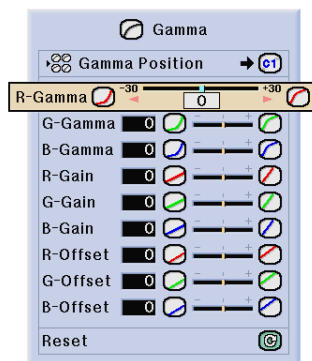 Gamma
Gamma Position C1
-30 +30
R-Gamma 0
G-Gamma 0 - +
B-Gamma 0 - +
R-Gain 0 - +
G-Gain 0 - +
B-Gain 0 - +
R-Offset 0 - +
G-Offset 0 - +
B-Offset 0 - +
Reset